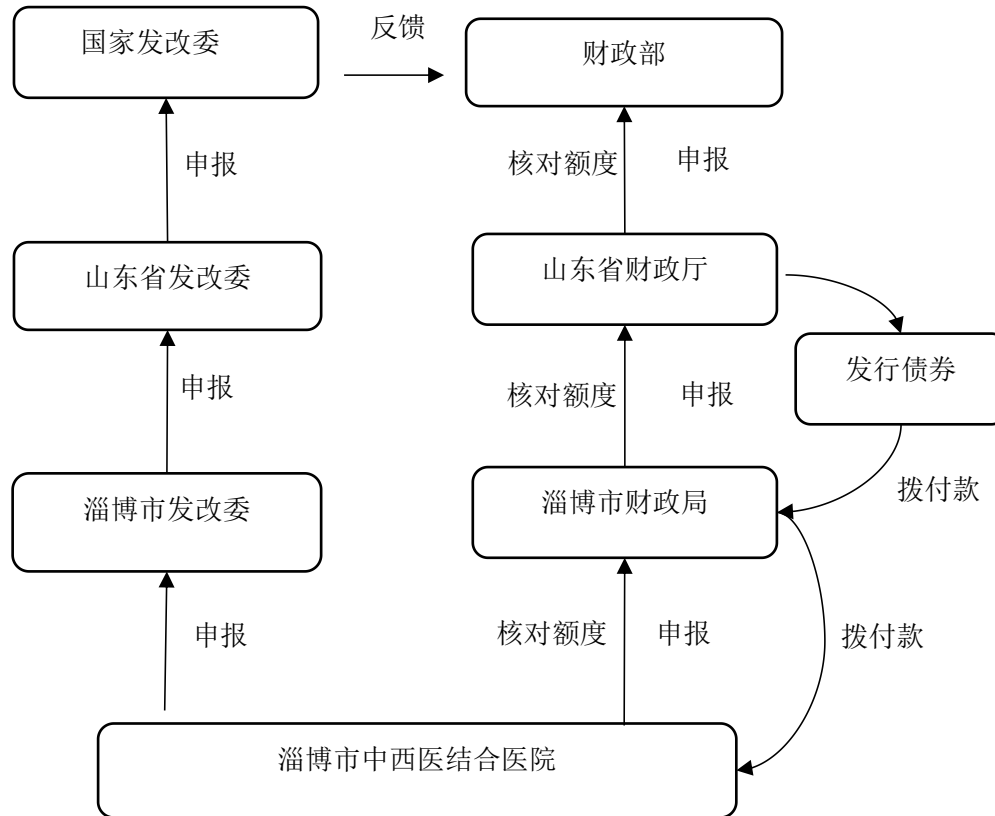 国家发改委
反馈
财政部
申报
核对额度
申报
山东省发改委
山东省财政厅
发行债券
申报
核对额度
申报
淄博市发改委
淄博市财政局
拨付款
申报
核对额度
申报
拨付款
淄博市中西医结合医院